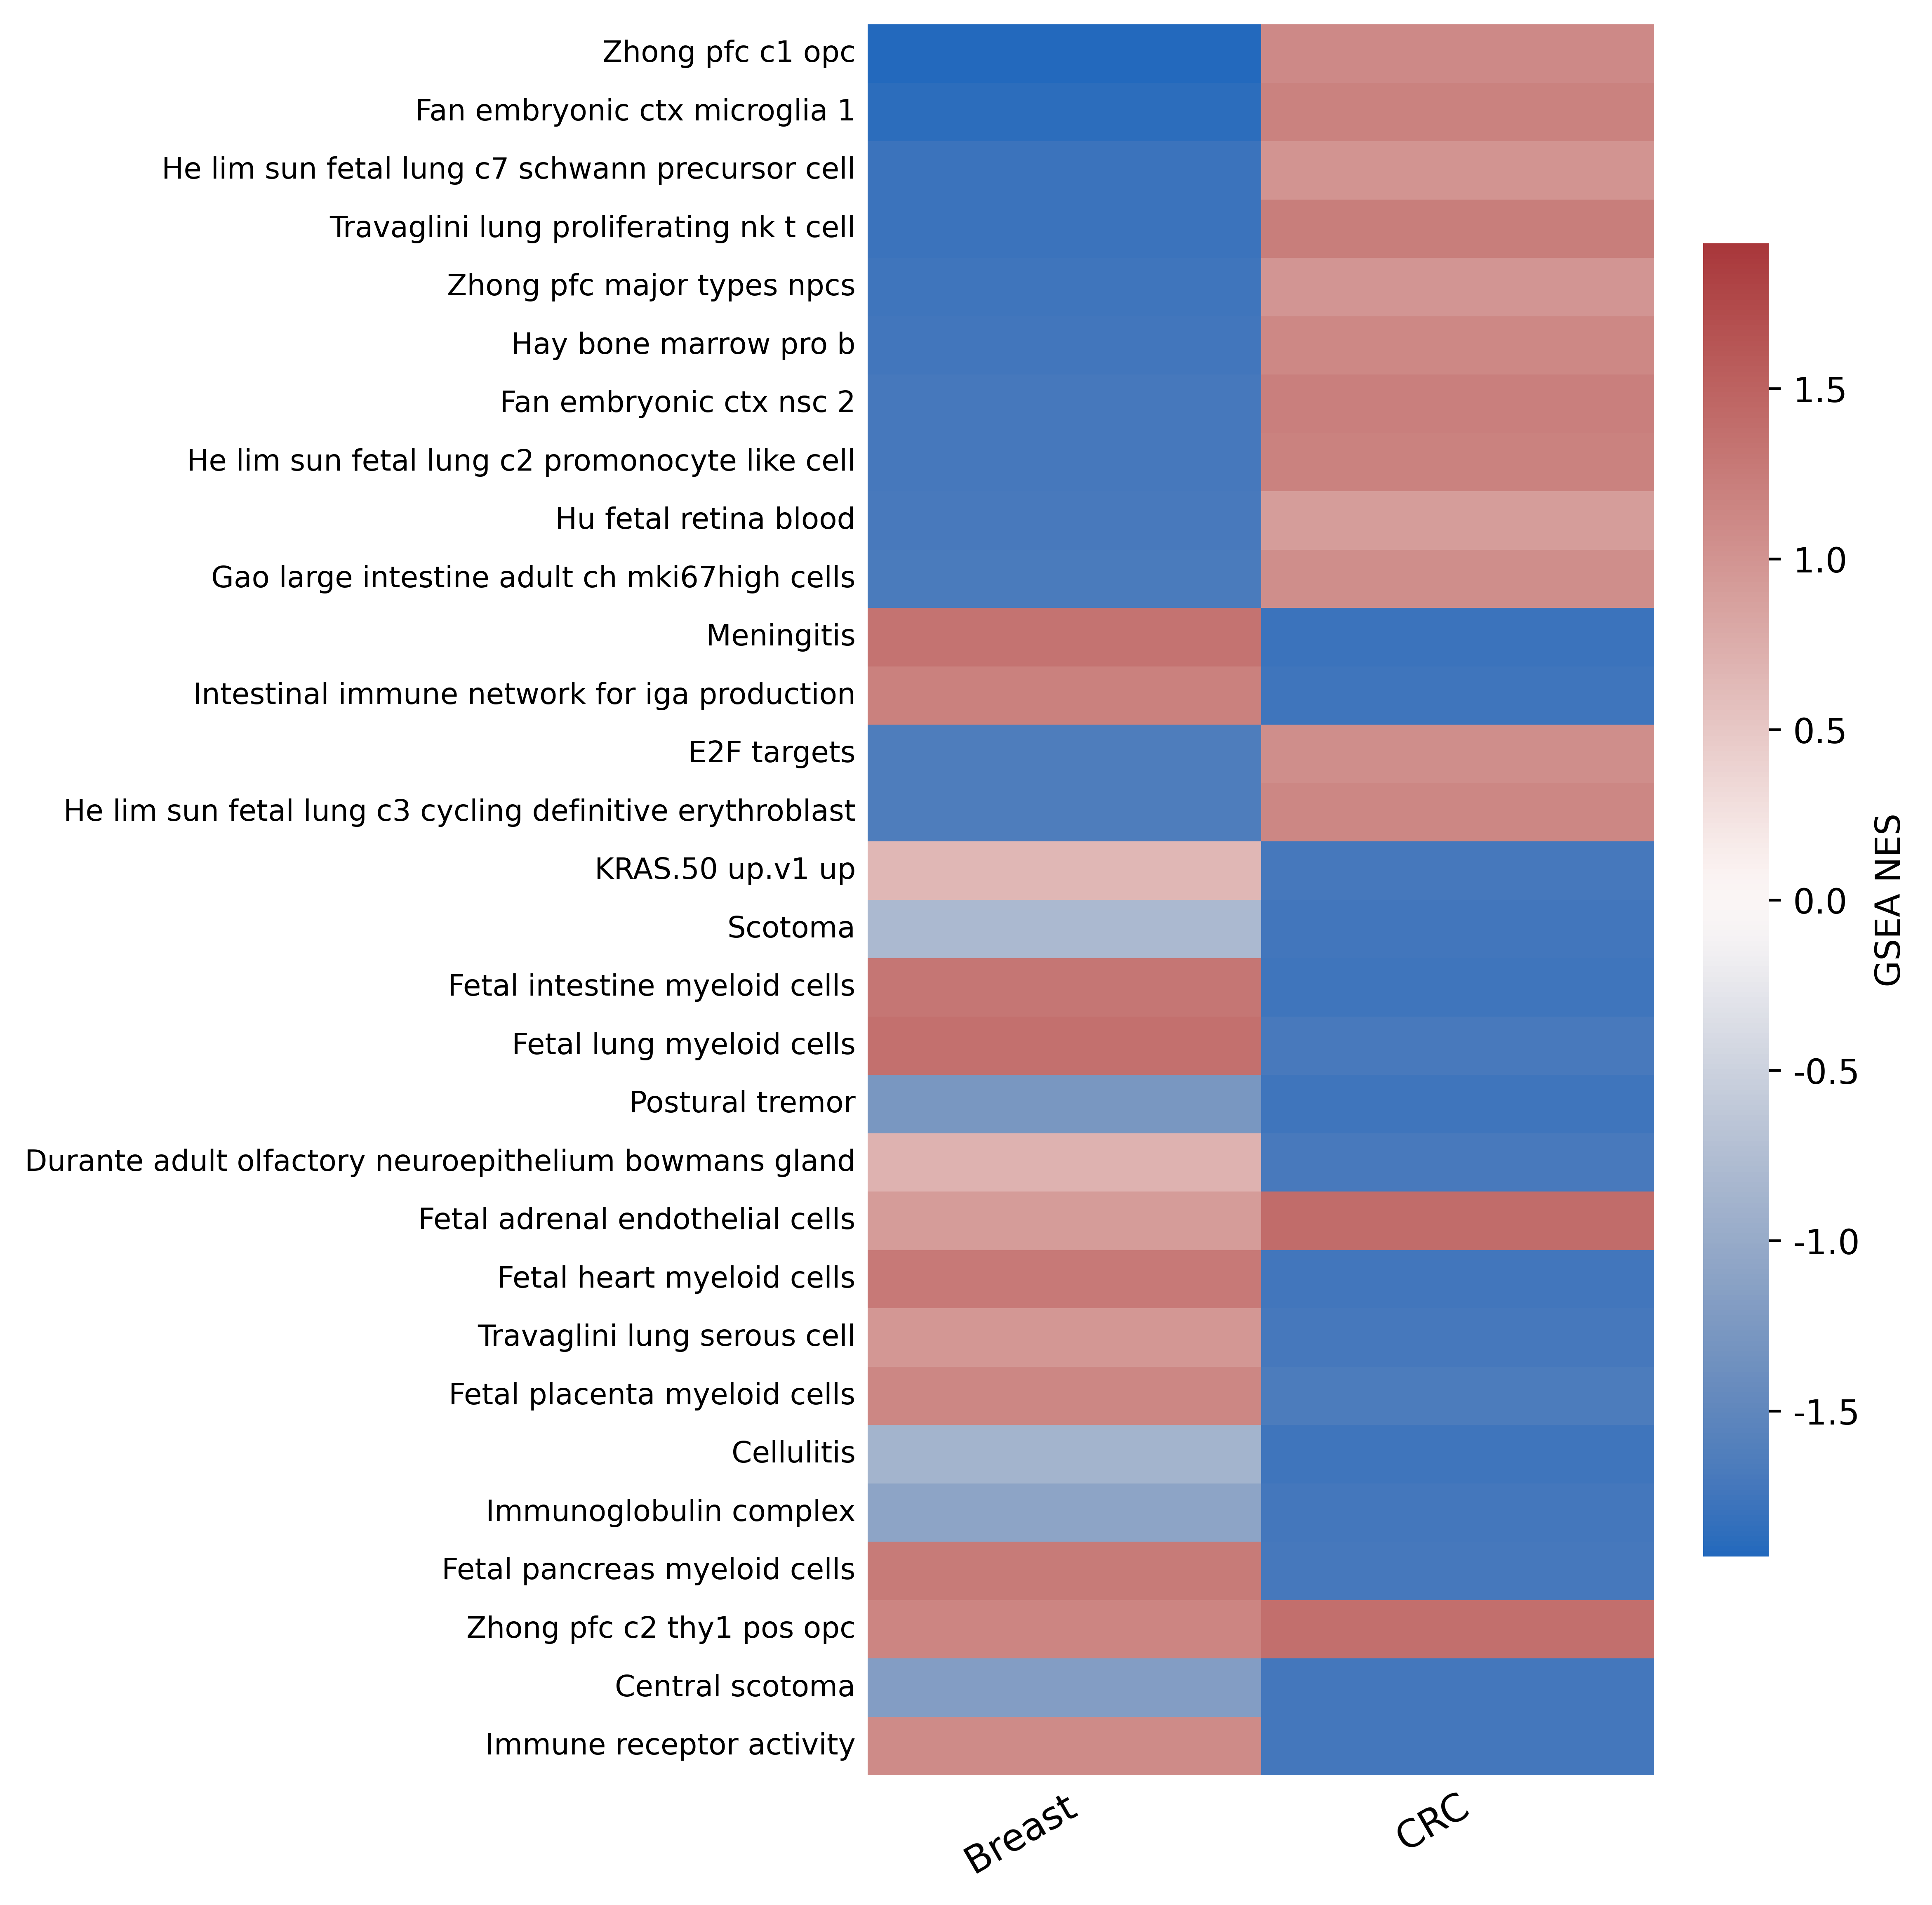 Zhong pfc c1 opc
Fan embryonic ctx microglia 1
He lim sun fetal lung c7 schwann precursor cell
Travaglini lung proliferating nk t cell
Zhong pfc major types npcs
Hay bone marrow pro b
Fan embryonic ctx nsc 2
He lim sun fetal lung c2 promonocyte like cell
Hu fetal retina blood
Gao large intestine adult ch mki67high cells
Meningitis
Intestinal immune network for iga production
E2F targets
He lim sun fetal lung c3 cycling definitive erythroblast
KRAS.50 up.v1 up
Scotoma
Fetal intestine myeloid cells
Fetal lung myeloid cells
Postural tremor
Durante adult olfactory neuroepithelium bowmans gland
Fetal adrenal endothelial cells
Fetal heart myeloid cells
Travaglini lung serous cell
Fetal placenta myeloid cells
Cellulitis
Immunoglobulin complex
Fetal pancreas myeloid cells
Zhong pfc c2 thy1 pos opc
Central scotoma
Immune receptor activity
Breast
CRC
1.5
1.0
0.5
0.0
-0.5
-1.0
-1.5
GSEA NES